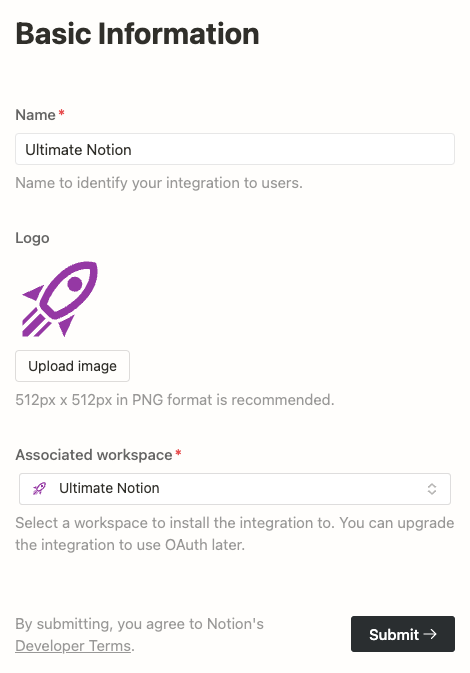 Basic Information
Name*
Ultimate Notion
Name to identify your integration to users.
Logo
Upload image
512px x 512px in PNG format is recommended.
Associated workspace*
Ultimate Notion
Select a workspace to install the integration to. You can upgrade
the integration to use OAuth later.
By submitting, you agree to Notion's
Developer Terms.
Submit →